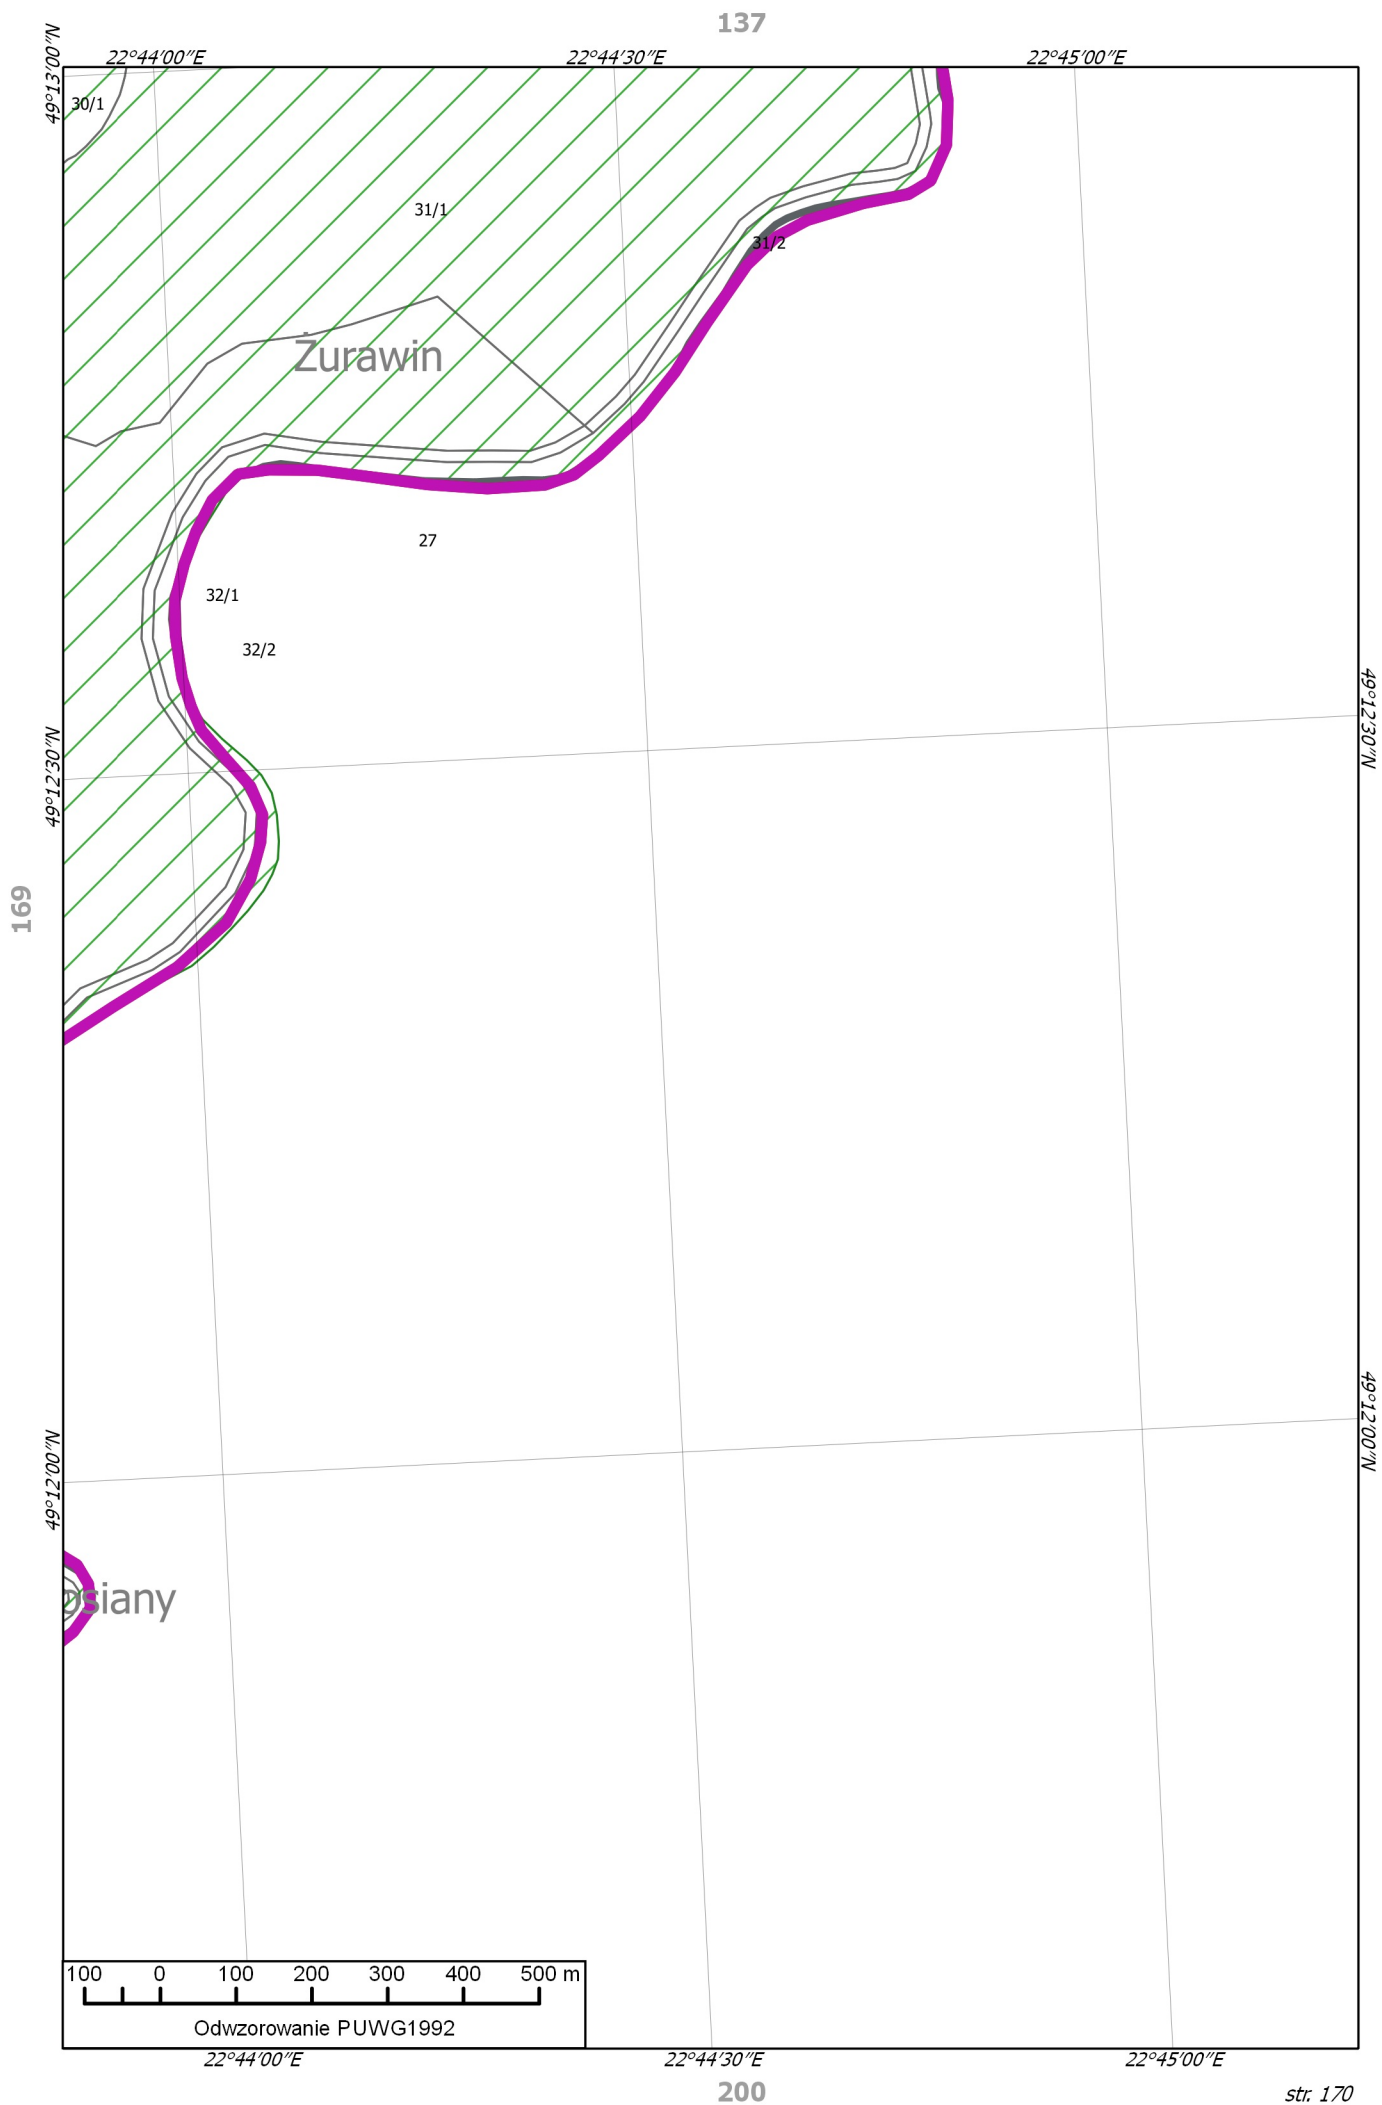 137
22°44'00"E 22°44'30"E 22°45'00"E
49°13'00"N
30/1
31/1
31/2
Żurawin
27
32/1
32/2
49°12'30"N
49°12'30"N
169
49°12'00"N
49°12'00"N
osiany
100 0 100 200 300 400 500 m
Odwzorowanie PUWG1992
22°44'00"E 22°44'30"E 22°45'00"E
200
str. 170